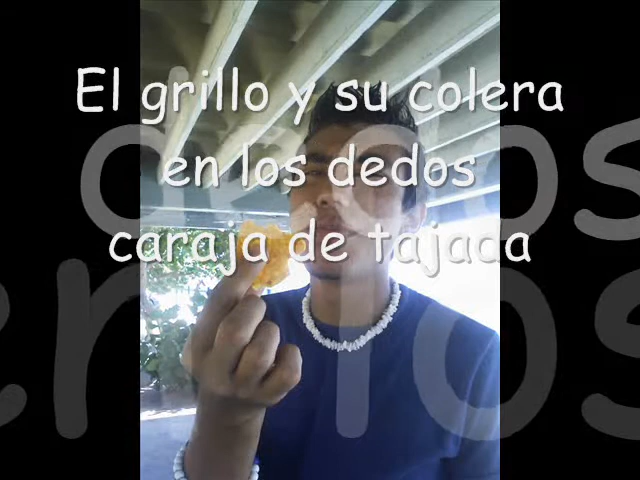 El grillo y su colera
en los dedos
caraja de tajada